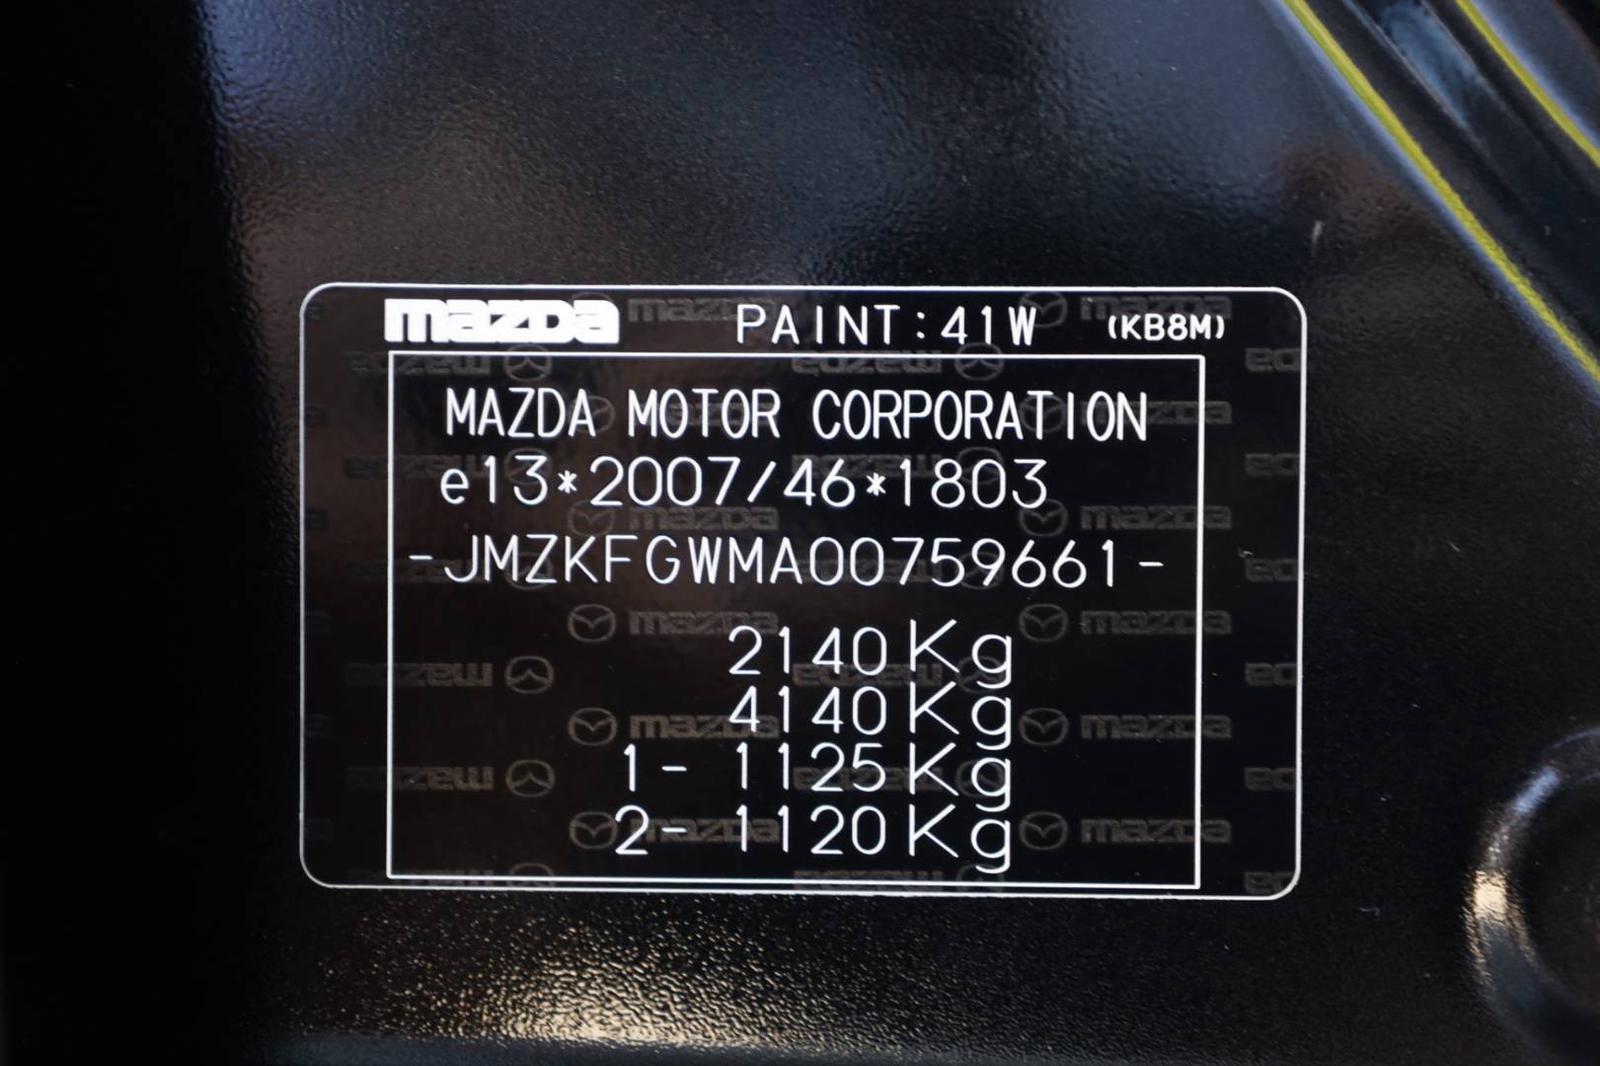 mazda PAINT:41W (KB8M)
MAZDA MOTOR CORPORATION
e13*2007/46*1803
-JMZKFGWMA00759661-
2140Kg
4140Kg
1- 1125Kg
2- 1120Kg